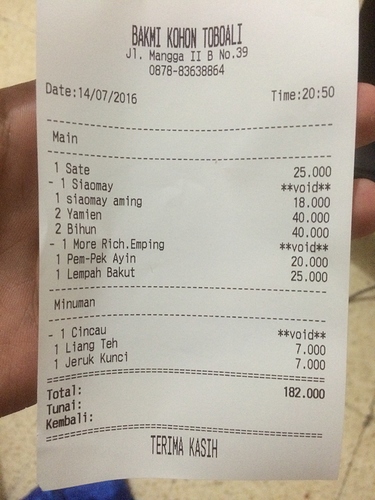 BAKMI KOHON TOBOALI
Jl. Mangga II B No.39
0878-83638864
Date:14/07/2016 Time:20:50
Main
1 Sate 25.000
- 1 Siaomay **void**
1 siaomay aming 18.000
2 Yamien 40.000
2 Bihun 40.000
- 1 More Rich.Emping **void**
1 Pem-Pek Ayin 20.000
1 Lempah Bakut 25.000
Minuman
- 1 Cincau **void**
1 Liang Teh 7.000
1 Jeruk Kunci 7.000
Total: 182.000
Tunai:
Kembali:
TERIMA KASIH